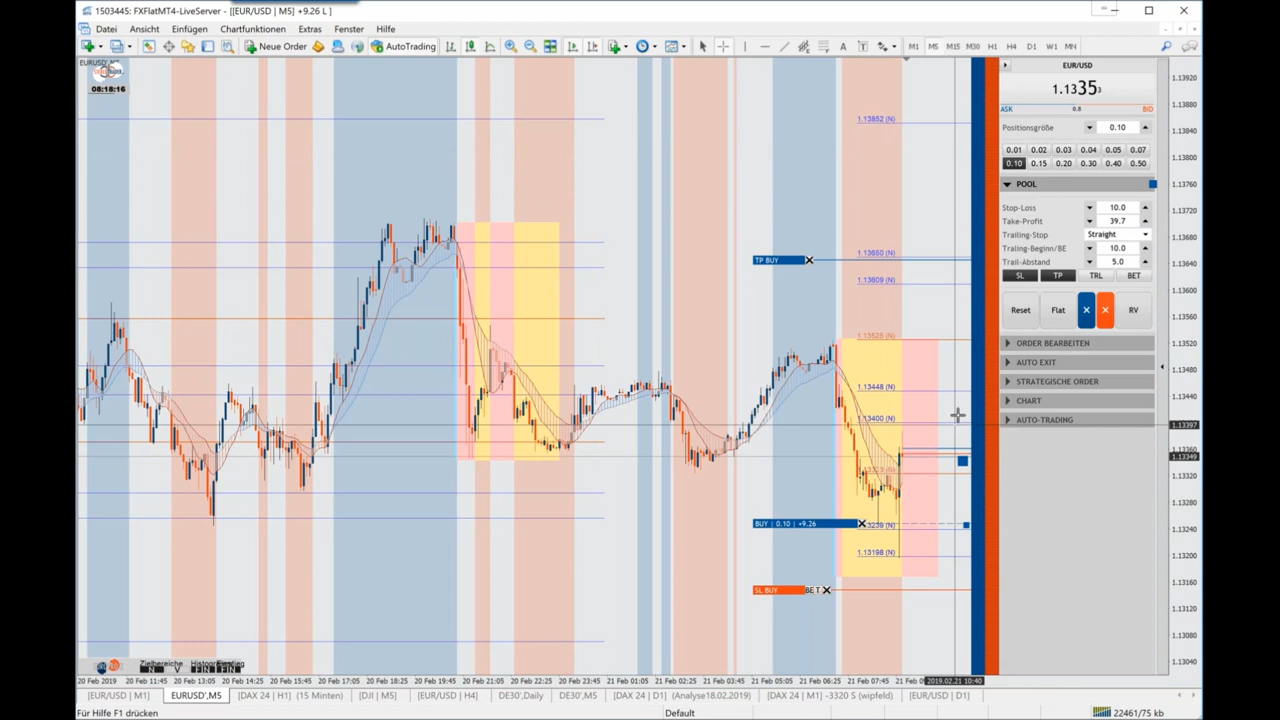 1503445: FXFlatMT4-LiveServer - [[EUR/USD | M5] +9.26 L ]
Datei Ansicht Einfügen Chartfunktionen Extras Fenster Hilfe
Neue Order AutoTrading M1 M5 M15 M30 H1 H4 D1 W1 MN
08:18:16
1.13852 (N)
TP BUY
1.13650 (N)
1.13609 (N)
1.13525 (N)
1.13448 (N)
1.13400 (N)
BUY | 0.10 | +9.26
1.13198 (N)
SL BUY BE T
Zielbereiche
N V FIN FIN
EUR/USD
1.13353
ASK 0.8 BID
Positionsgröße 0.10
0.01 0.02 0.03 0.04 0.05 0.07
0.10 0.15 0.20 0.30 0.40 0.50
POOL
Stop-Loss 10.0
Take-Profit 39.7
Trailing-Stop Straight
Traling-Beginn/BE 10.0
Trail-Abstand 5.0
SL TP TRL BET
Reset Flat X X RV
ORDER BEARBEITEN
AUTO EXIT
STRATEGISCHE ORDER
CHART
AUTO-TRADING
1.13920
1.13880
1.13840
1.13800
1.13760
1.13720
1.13680
1.13640
1.13600
1.13560
1.13520
1.13480
1.13440
1.13397
1.13360
1.13349
1.13320
1.13280
1.13240
1.13200
1.13160
1.13120
1.13080
1.13040
20 Feb 2019 20 Feb 11:45 20 Feb 13:05 20 Feb 14:25 20 Feb 15:45 20 Feb 17:05 20 Feb 18:25 20 Feb 19:45 20 Feb 21:05 20 Feb 22:25 20 Feb 23:45 21 Feb 01:05 21 Feb 02:25 21 Feb 03:45 21 Feb 05:05 21 Feb 06:25 21 Feb 07:45 2019.02.21 10:40
[EUR/USD | M1] EURUSD',M5 [DAX 24 | H1] (15 Minuten) [DJI | M5] [EUR/USD | H4] DE30',Daily DE30',M5 [DAX 24 | D1] (Analyse18.02.2019) [DAX 24 | M1] -3320 S (wipfeld) [EUR/USD | D1]
Für Hilfe F1 drücken Default 22461/75 kb